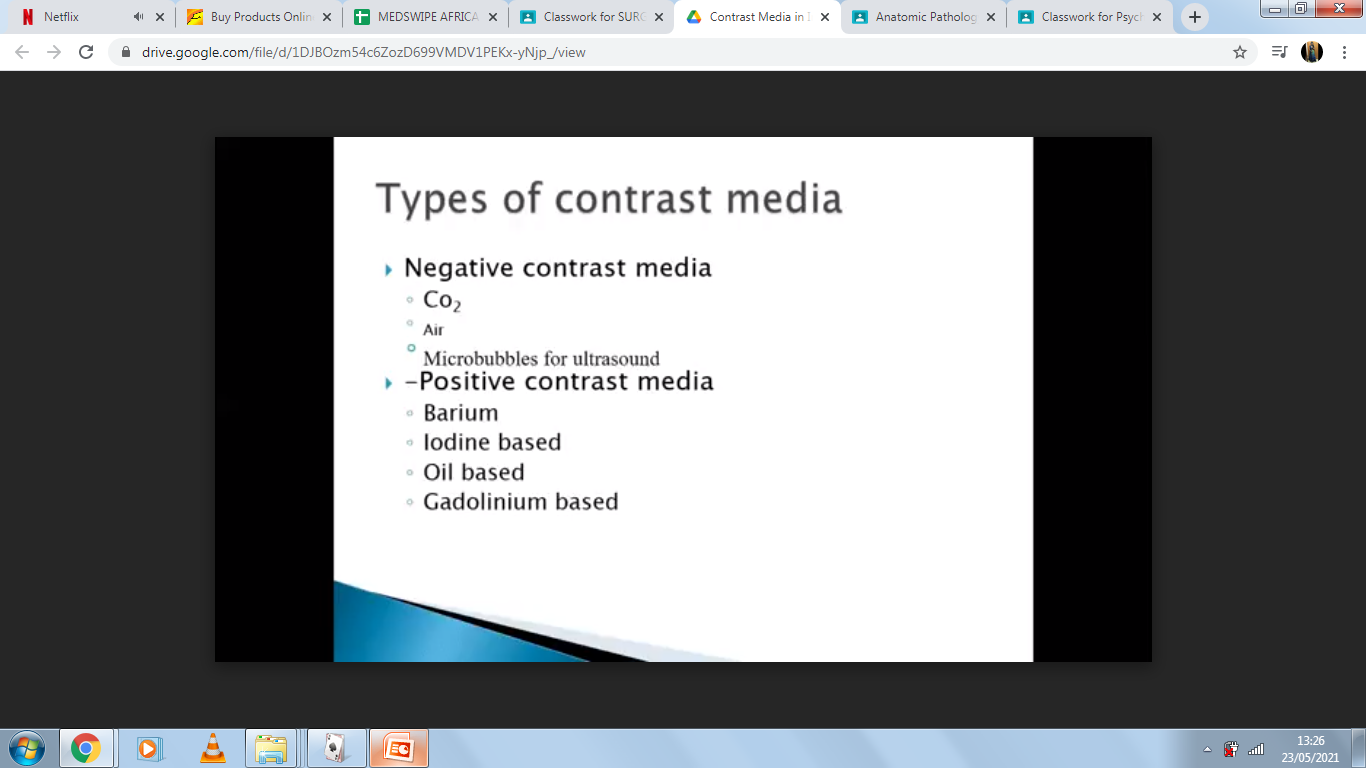 Netflix
Buy Products Onlin
MEDSWIPE AFRICA
Classwork for SURG
Contrast Media in I
Anatomic Patholog
Classwork for Psych
drive.google.com/file/d/1DJBOzm54c6ZozD699VMDV1PEKx-yNjp_/view
Types of contrast media
Negative contrast media
Co₂
Air
Microbubbles for ultrasound
-Positive contrast media
Barium
Iodine based
Oil based
Gadolinium based
13:26
23/05/2021